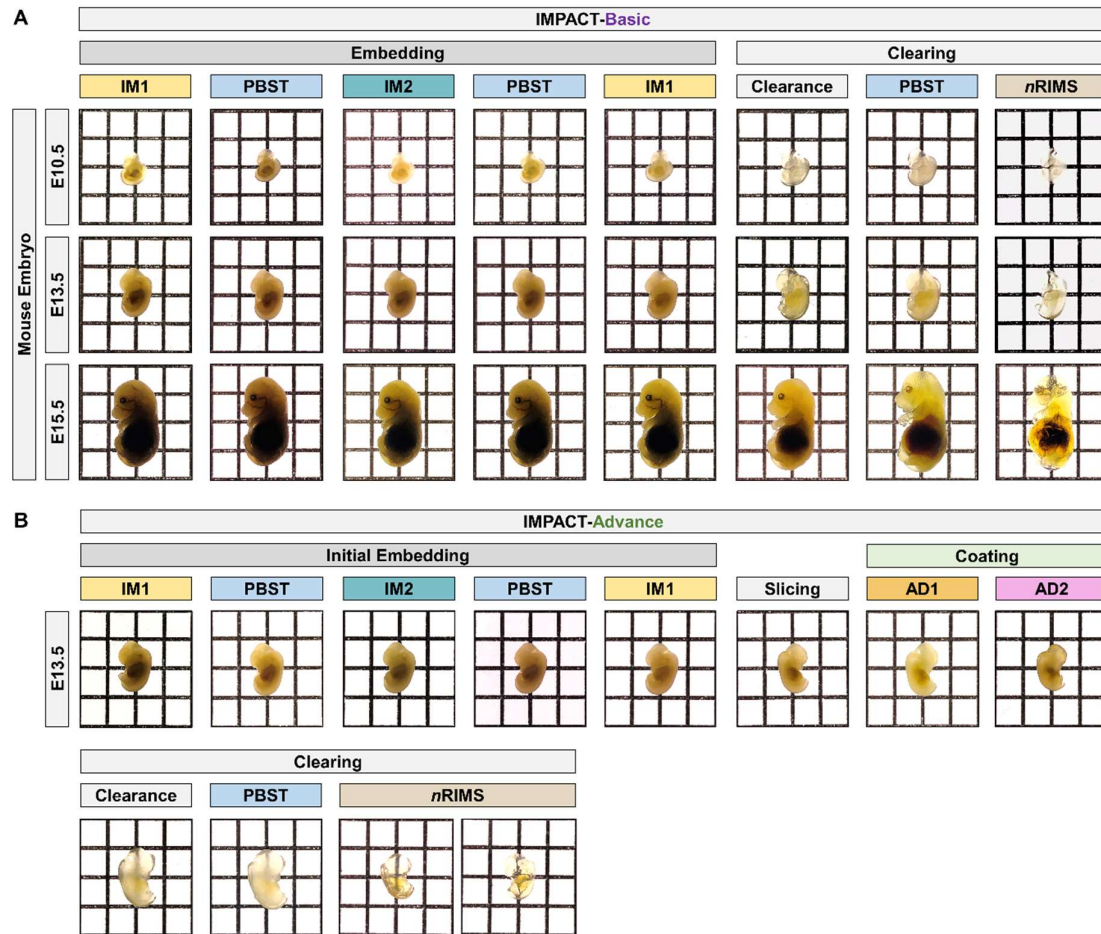 A
IMPACT-Basic
Embedding
Clearing
IM1
PBST
IM2
PBST
IM1
Clearance
PBST
nRIMS
Mouse Embryo
E10.5
E13.5
E15.5
B
IMPACT-Advance
Initial Embedding
Coating
IM1
PBST
IM2
PBST
IM1
Slicing
AD1
AD2
E13.5
Clearing
Clearance
PBST
nRIMS